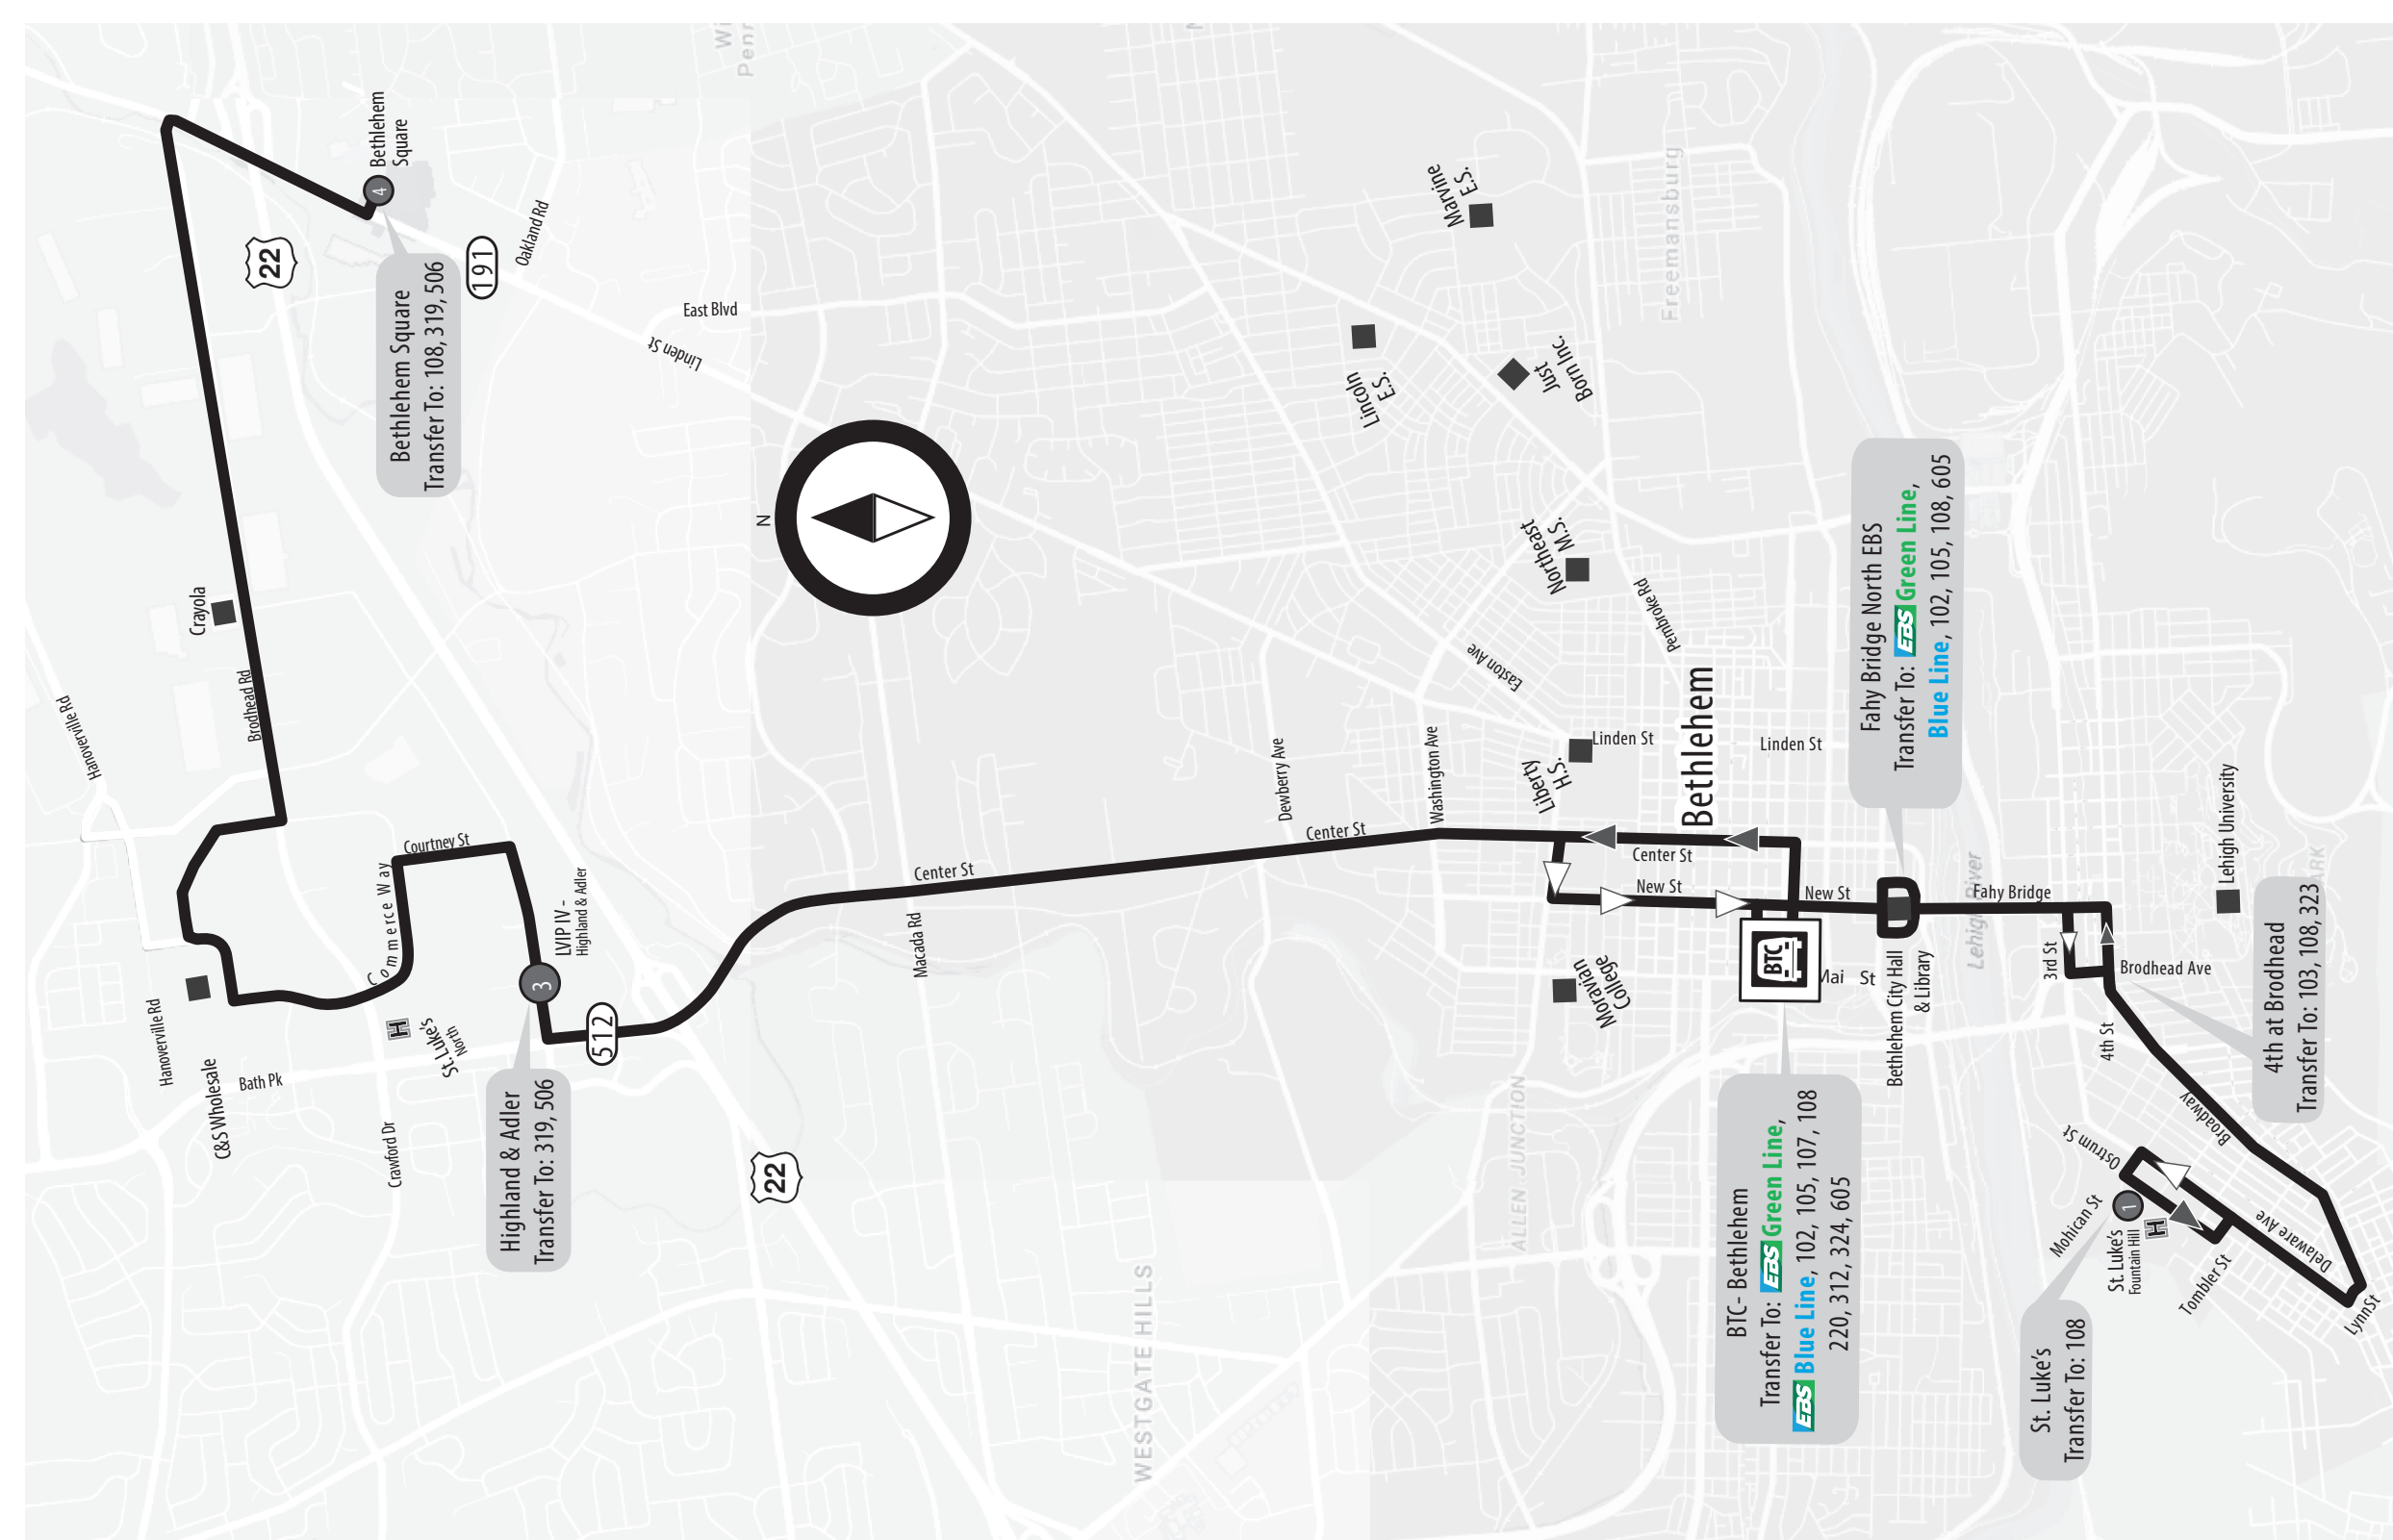 Wi
Penn
Bethlehem
Square
4
22
Bethlehem Square
Transfer To: 108, 319, 506
191
Oakland Rd
East Blvd
Linden St
Crayola
Brodhead Rd
Hanoverville Rd
Courtney St
Commerce Way
LVIP IV -
Highland & Adler
3
512
Hanoverville Rd
C&S Wholesale
Bath Pk
H
St. Luke's
North
Crawford Dr
Highland & Adler
Transfer To: 319, 506
22
N
Center St
Macada Rd
WESTGATE HILLS
Dewberry Ave
Center St
Washington Ave
Marvine
E.S.
Lincoln
E.S.
Just
Born Inc.
Freemansburg
Northeast
M.S.
Pembroke Rd
Easton Ave
Linden St
Liberty
H.S.
Bethlehem
Linden St
Center St
New St
New St
Moravian
College
BTC
Mai St
ALLEN JUNCTION
BTC- Bethlehem
Transfer To: EBS Green Line,
EBS Blue Line, 102, 105, 107, 108
220, 312, 324, 605
Fahy Bridge North EBS
Transfer To: EBS Green Line,
Blue Line, 102, 105, 108, 605
Bethlehem City Hall
& Library
Lehigh River
Fahy Bridge
3rd St
Brodhead Ave
Lehigh University
ARK
4th St
4th at Brodhead
Transfer To: 103, 108, 323
Broadway
Ostrum St
Mohican St
1
H
St. Luke's
Fountain Hill
Tombler St
Delaware Ave
LynnSt
St. Luke's
Transfer To: 108